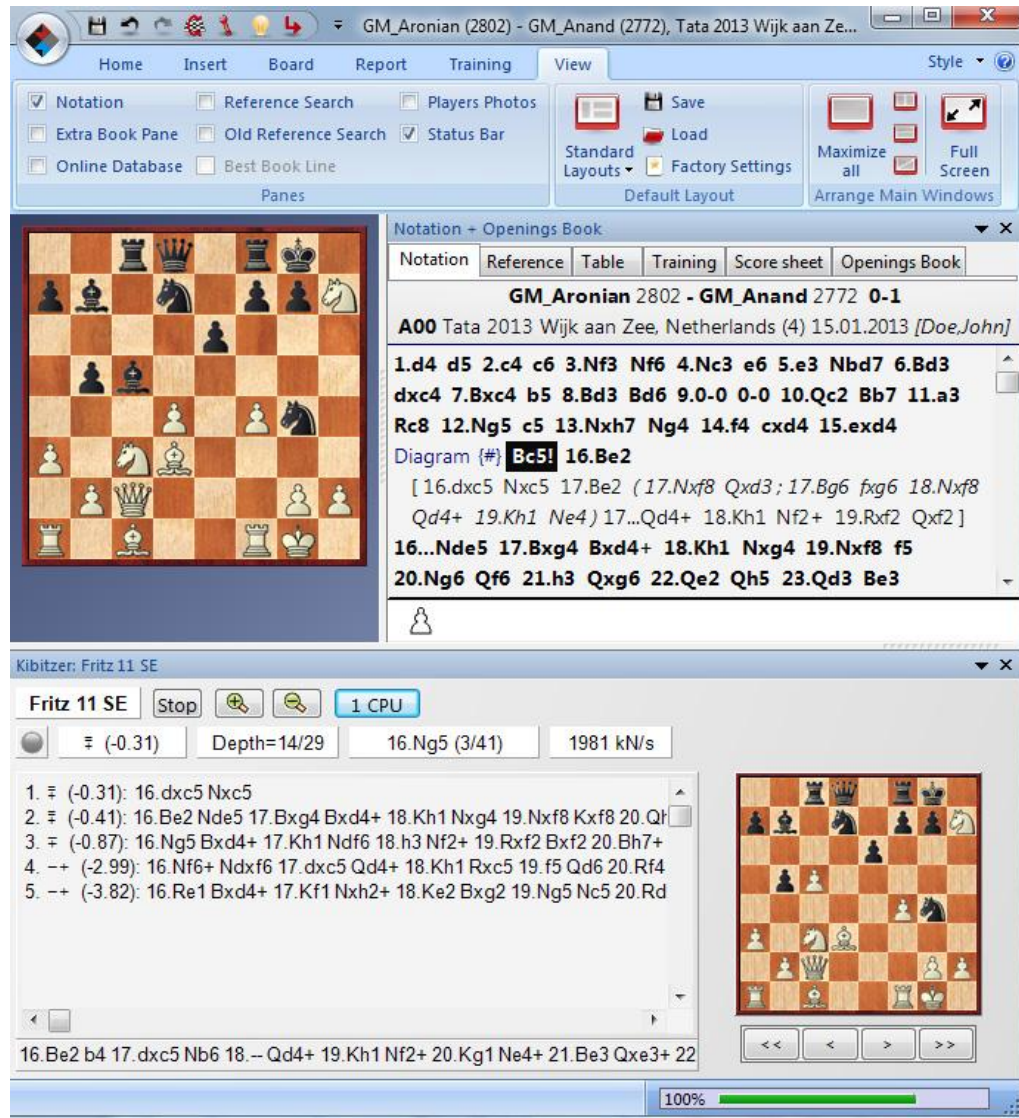 GM_Aronian (2802) - GM_Anand (2772), Tata 2013 Wijk aan Ze...
Home Insert Board Report Training View Style
Notation Reference Search Players Photos
Extra Book Pane Old Reference Search Status Bar
Online Database Best Book Line
Panes
Standard Layouts
Save
Load
Factory Settings
Default Layout
Maximize all
Full Screen
Arrange Main Windows
Notation + Openings Book
Notation Reference Table Training Score sheet Openings Book
GM_Aronian 2802 - GM_Anand 2772 0-1
A00 Tata 2013 Wijk aan Zee, Netherlands (4) 15.01.2013 [Doe,John]
1.d4 d5 2.c4 c6 3.Nf3 Nf6 4.Nc3 e6 5.e3 Nbd7 6.Bd3
dxc4 7.Bxc4 b5 8.Bd3 Bd6 9.0-0 0-0 10.Qc2 Bb7 11.a3
Rc8 12.Ng5 c5 13.Nxh7 Ng4 14.f4 cxd4 15.exd4
Diagram {#} Bc5! 16.Be2
[ 16.dxc5 Nxc5 17.Be2 ( 17.Nxf8 Qxd3 ; 17.Bg6 fxg6 18.Nxf8
Qd4+ 19.Kh1 Ne4 ) 17...Qd4+ 18.Kh1 Nf2+ 19.Rxf2 Qxf2 ]
16...Nde5 17.Bxg4 Bxd4+ 18.Kh1 Nxg4 19.Nxf8 f5
20.Ng6 Qf6 21.h3 Qxg6 22.Qe2 Qh5 23.Qd3 Be3
Kibitzer: Fritz 11 SE
Fritz 11 SE Stop 1 CPU
⩱ (-0.31) Depth=14/29 16.Ng5 (3/41) 1981 kN/s
1. ⩱ (-0.31): 16.dxc5 Nxc5
2. ⩱ (-0.41): 16.Be2 Nde5 17.Bxg4 Bxd4+ 18.Kh1 Nxg4 19.Nxf8 Kxf8 20.Qh
3. ∓ (-0.87): 16.Ng5 Bxd4+ 17.Kh1 Ndf6 18.h3 Nf2+ 19.Rxf2 Bxf2 20.Bh7+
4. −+ (-2.99): 16.Nf6+ Ndxf6 17.dxc5 Qd4+ 18.Kh1 Rxc5 19.f5 Qd6 20.Rf4
5. −+ (-3.82): 16.Re1 Bxd4+ 17.Kf1 Nxh2+ 18.Ke2 Bxg2 19.Ng5 Nc5 20.Rd
<< < > >>
16.Be2 b4 17.dxc5 Nb6 18.-- Qd4+ 19.Kh1 Nf2+ 20.Kg1 Ne4+ 21.Be3 Qxe3+ 22
100%